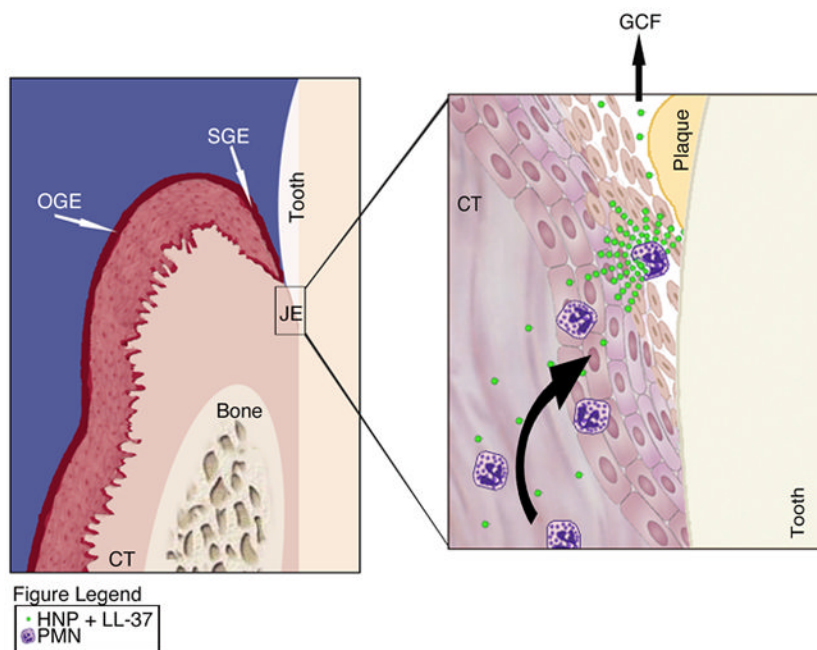 GCF
SGE
OGE
Tooth
JE
Bone
CT
CT
Plaque
Tooth
Figure Legend
HNP + LL-37
PMN